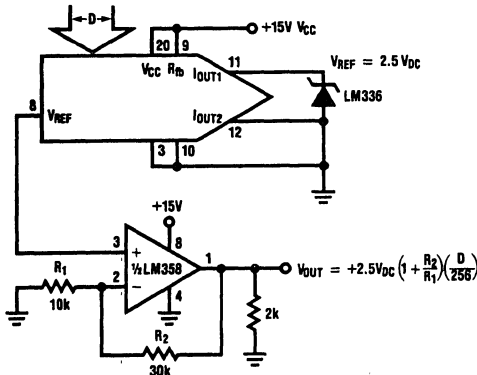 D
+15V VCC
20 9
VCC Rfb
IOUT1
11
VREF = 2.5 VDC
8
VREF
LM336
IOUT2
12
3 10
+15V
3
+
8
1
R1
½ LM358
VOUT = +2.5VDC (1 + R2/R1) (D/256)
2
−
10k
4
2k
R2
30k